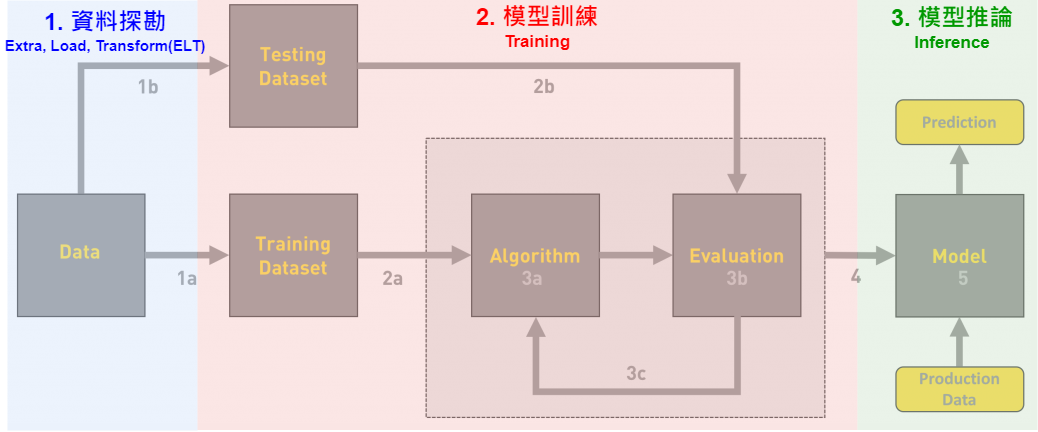 1. 資料探勘
Extra, Load, Transform(ELT)
2. 模型訓練
Training
3. 模型推論
Inference
Testing
Dataset
1b
2b
Prediction
Data
1a
Training
Dataset
2a
Algorithm
3a
Evaluation
3b
4
Model
5
3c
Production
Data